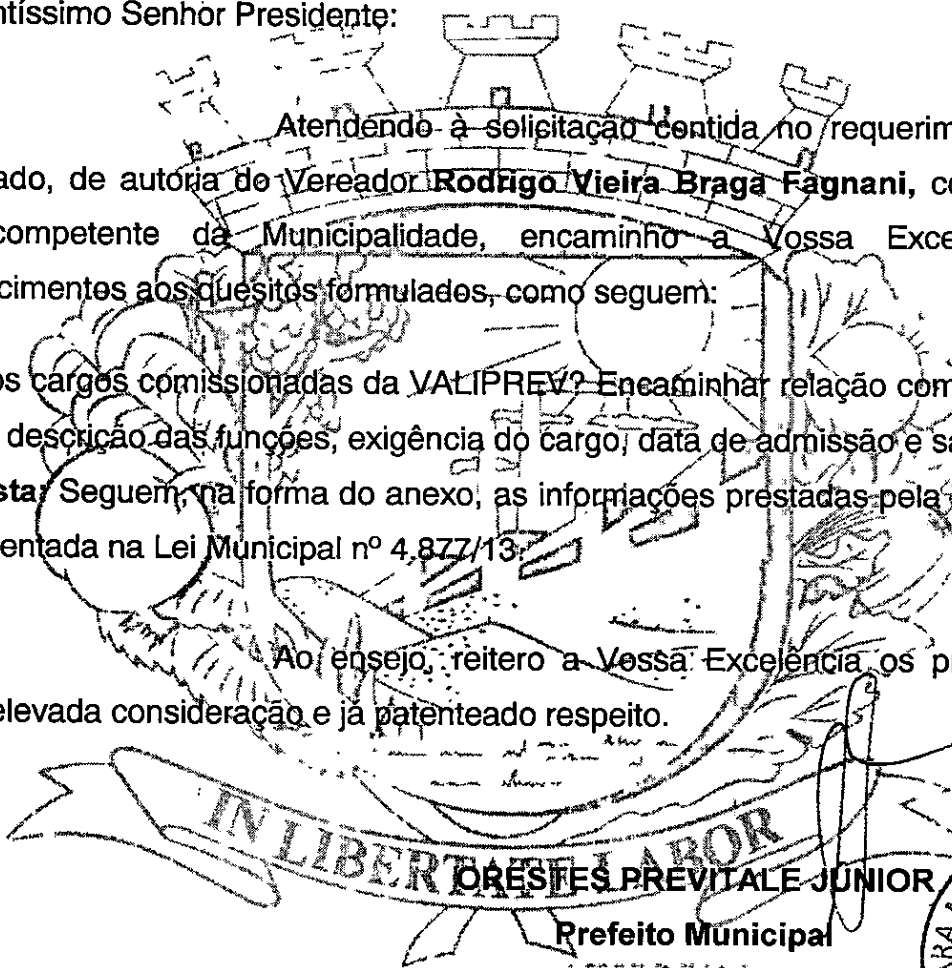 ntíssimo Senhor Presidente:
Atendendo à solicitação contida no requerim
ado, de autoria do Vereador Rodrigo Vieira Braga Fagnani, co
competente da Municipalidade, encaminho a Vossa Exce
cimentos aos quesitos formulados, como seguem:
os cargos comissionadas da VALIPREV? Encaminhar relação com
descrição das funções, exigência do cargo, data de admissão e sa
sta: Seguem, na forma do anexo, as informações prestadas pela
entada na Lei Municipal nº 4.877/13.
Ao ensejo, reitero a Vossa Excelência os p
elevada consideração e já patenteado respeito.
IN LIBERTATE LABOR
ORESTES PREVITALE JUNIOR
Prefeito Municipal
ARA